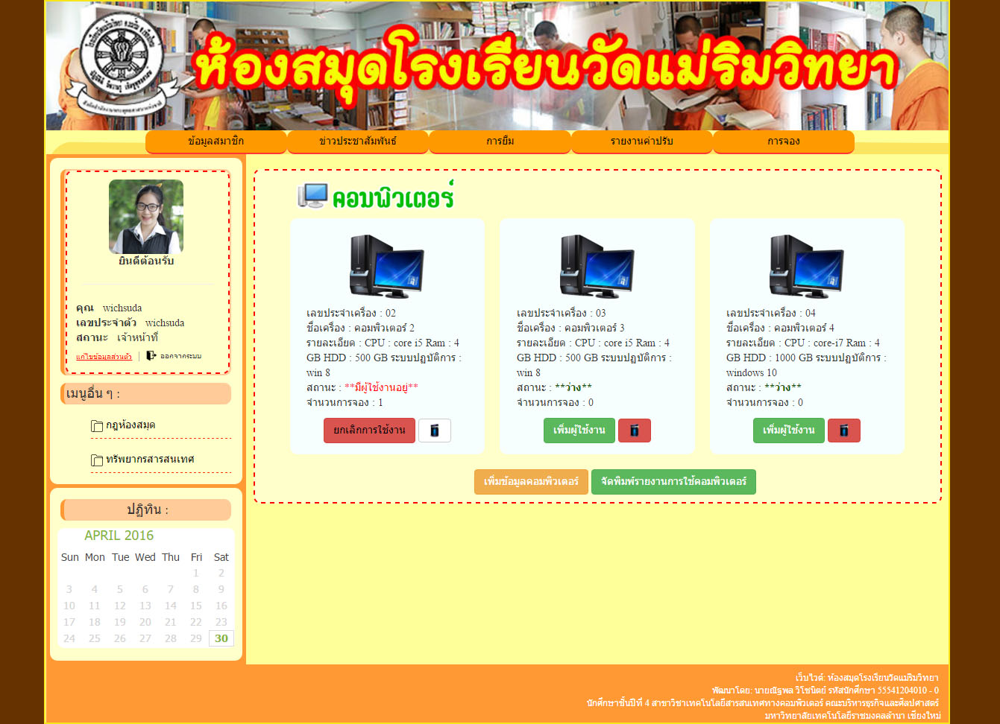 ห้องสมุดโรงเรียนวัดแม่ริมวิทยา
ข้อมูลสมาชิก ข่าวประชาสัมพันธ์ การยืม รายงานค่าปรับ การจอง
ยินดีต้อนรับ
คุณ wichsuda
เลขประจำตัว wichsuda
สถานะ เจ้าหน้าที่
แก้ไขข้อมูลส่วนตัว | ออกจากระบบ
เมนูอื่น ๆ :
กฎห้องสมุด
ทรัพยากรสารสนเทศ
ปฏิทิน :
APRIL 2016
Sun Mon Tue Wed Thu Fri Sat
1 2
3 4 5 6 7 8 9
10 11 12 13 14 15 16
17 18 19 20 21 22 23
24 25 26 27 28 29 30
คอมพิวเตอร์
เลขประจำเครื่อง : 02
ชื่อเครื่อง : คอมพิวเตอร์ 2
รายละเอียด : CPU : core i5 Ram : 4
GB HDD : 500 GB ระบบปฏบัติการ :
win 8
สถานะ : **มีผู้ใช้งานอยู่**
จำนวนการจอง : 1
ยกเลิกการใช้งาน
เลขประจำเครื่อง : 03
ชื่อเครื่อง : คอมพิวเตอร์ 3
รายละเอียด : CPU : core i5 Ram : 4
GB HDD : 500 GB ระบบปฏบัติการ :
win 8
สถานะ : **ว่าง**
จำนวนการจอง : 0
เพิ่มผู้ใช้งาน
เลขประจำเครื่อง : 04
ชื่อเครื่อง : คอมพิวเตอร์ 4
รายละเอียด : CPU : core-i7 Ram : 4
GB HDD : 1000 GB ระบบปฏบัติการ :
windows 10
สถานะ : **ว่าง**
จำนวนการจอง : 0
เพิ่มผู้ใช้งาน
เพิ่มข้อมูลคอมพิวเตอร์ จัดพิมพ์รายงานการใช้คอมพิวเตอร์
เว็บไวต์: ห้องสมุดโรงเรียนวัดแม่ริมวิทยา
พัฒนาโดย: นายณัฐพล วิโชนิตย์ รหัสนักศึกษา 55541204010 - 0
นักศึกษาชั้นปีที่ 4 สาขาวิชาเทคโนโลยีสารสนเทศทางคอมพิวเตอร์ คณะบริหารธุรกิจและศิลปศาสตร์
มหาวิทยาลัยเทคโนโลยีราชมงคลล้านา เชียงใหม่